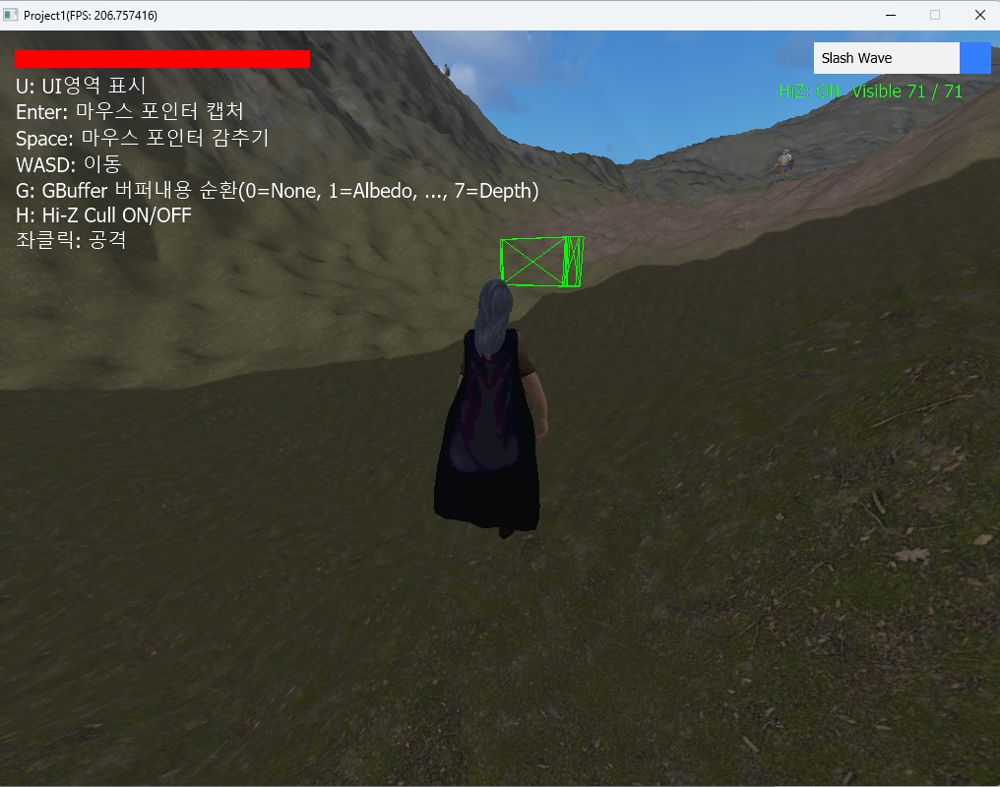 Project1(FPS: 206.757416)
Slash Wave
HiZ: ON  Visible 71 / 71
U: UI영역 표시
Enter: 마우스 포인터 캡처
Space: 마우스 포인터 감추기
WASD: 이동
G: GBuffer 버퍼내용 순환(0=None, 1=Albedo, ..., 7=Depth)
H: Hi-Z Cull ON/OFF
좌클릭: 공격